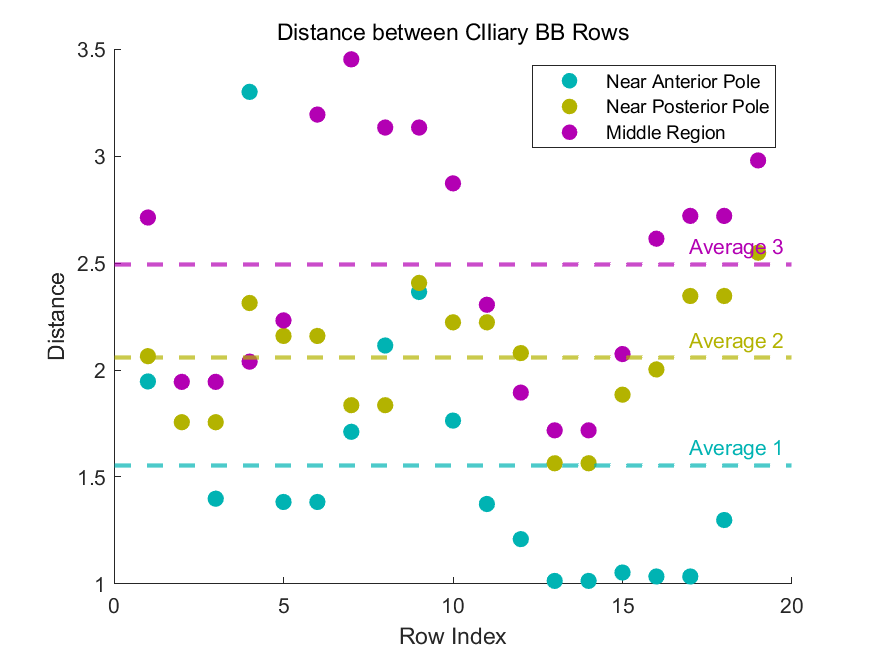 Distance between CIliary BB Rows
3.5
3
2.5
2
1.5
1
Distance
Near Anterior Pole
Near Posterior Pole
Middle Region
Average 3
Average 2
Average 1
0
5
10
15
20
Row Index